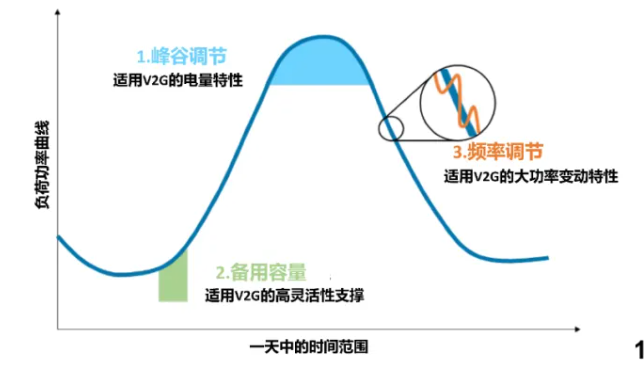 1.峰谷调节
适用V2G的电量特性
3.频率调节
适用V2G的大功率变动特性
负荷功率曲线
2.备用容量
适用V2G的高灵活性支撑
一天中的时间范围
1